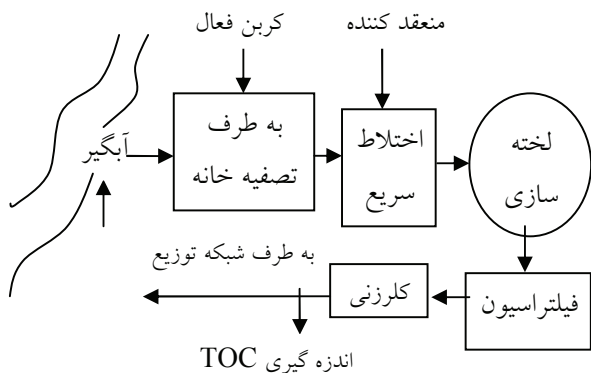 کربن فعال
منعقد کننده
آبگیر
به طرف
تصفیه خانه
اختلاط
سریع
لخته
سازی
به طرف شبکه توزیع
کلرزنی
فیلتراسیون
اندزه گیری TOC